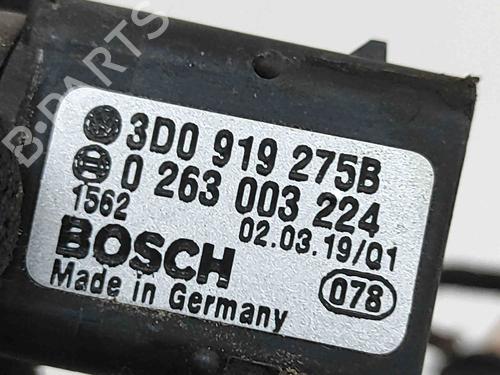 3D0 919 275B
0 263 003 224
1562
02.03.19/Q1
BOSCH
Made in Germany
078
B-PARTS